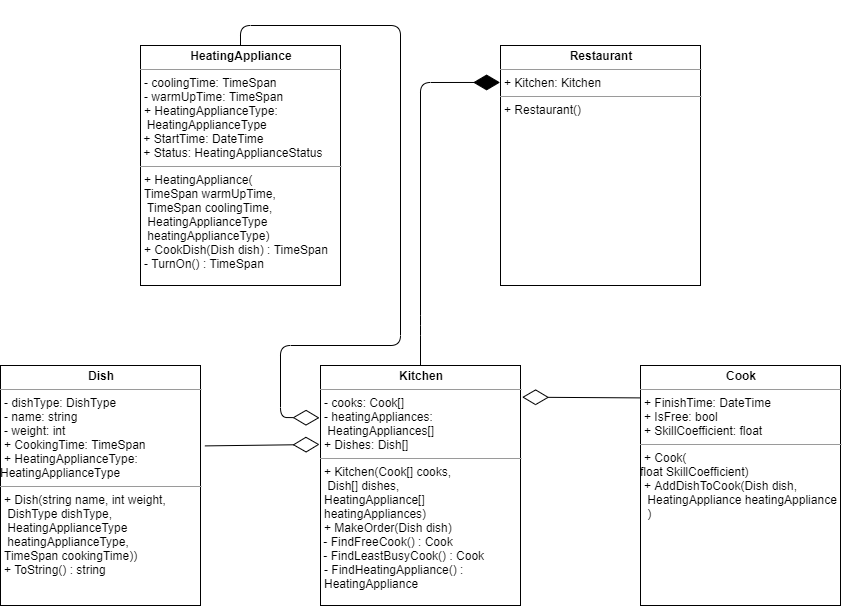 HeatingAppliance
- coolingTime: TimeSpan
- warmUpTime: TimeSpan
+ HeatingApplianceType:
HeatingApplianceType
+ StartTime: DateTime
+ Status: HeatingApplianceStatus
+ HeatingAppliance(
TimeSpan warmUpTime,
TimeSpan coolingTime,
HeatingApplianceType
heatingApplianceType)
+ CookDish(Dish dish) : TimeSpan
- TurnOn() : TimeSpan
Restaurant
+ Kitchen: Kitchen
+ Restaurant()
Dish
- dishType: DishType
- name: string
- weight: int
+ CookingTime: TimeSpan
+ HeatingApplianceType:
HeatingApplianceType
+ Dish(string name, int weight,
DishType dishType,
HeatingApplianceType
heatingApplianceType,
TimeSpan cookingTime))
+ ToString() : string
Kitchen
- cooks: Cook[]
- heatingAppliances:
HeatingAppliances[]
+ Dishes: Dish[]
+ Kitchen(Cook[] cooks,
Dish[] dishes,
HeatingAppliance[]
heatingAppliances)
+ MakeOrder(Dish dish)
- FindFreeCook() : Cook
- FindLeastBusyCook() : Cook
- FindHeatingAppliance() :
HeatingAppliance
Cook
+ FinishTime: DateTime
+ IsFree: bool
+ SkillCoefficient: float
+ Cook(
float SkillCoefficient)
+ AddDishToCook(Dish dish,
HeatingAppliance heatingAppliance
)